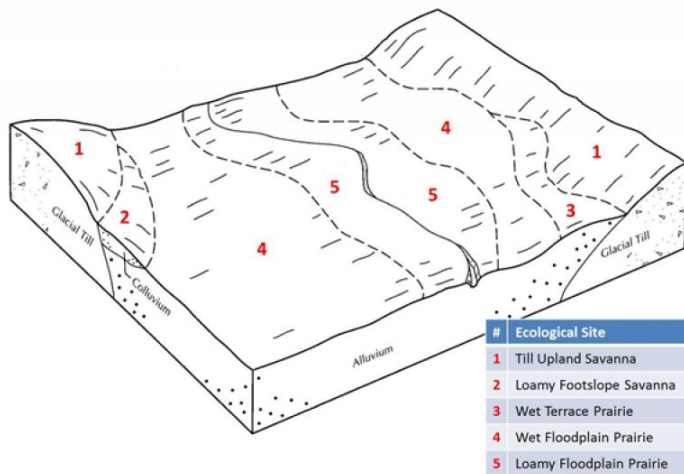 1
4
1
5
2
5
3
4
Glacial Till
Colluvium
Glacial Till
Alluvium
# Ecological Site
1 Till Upland Savanna
2 Loamy Footslope Savanna
3 Wet Terrace Prairie
4 Wet Floodplain Prairie
5 Loamy Floodplain Prairie